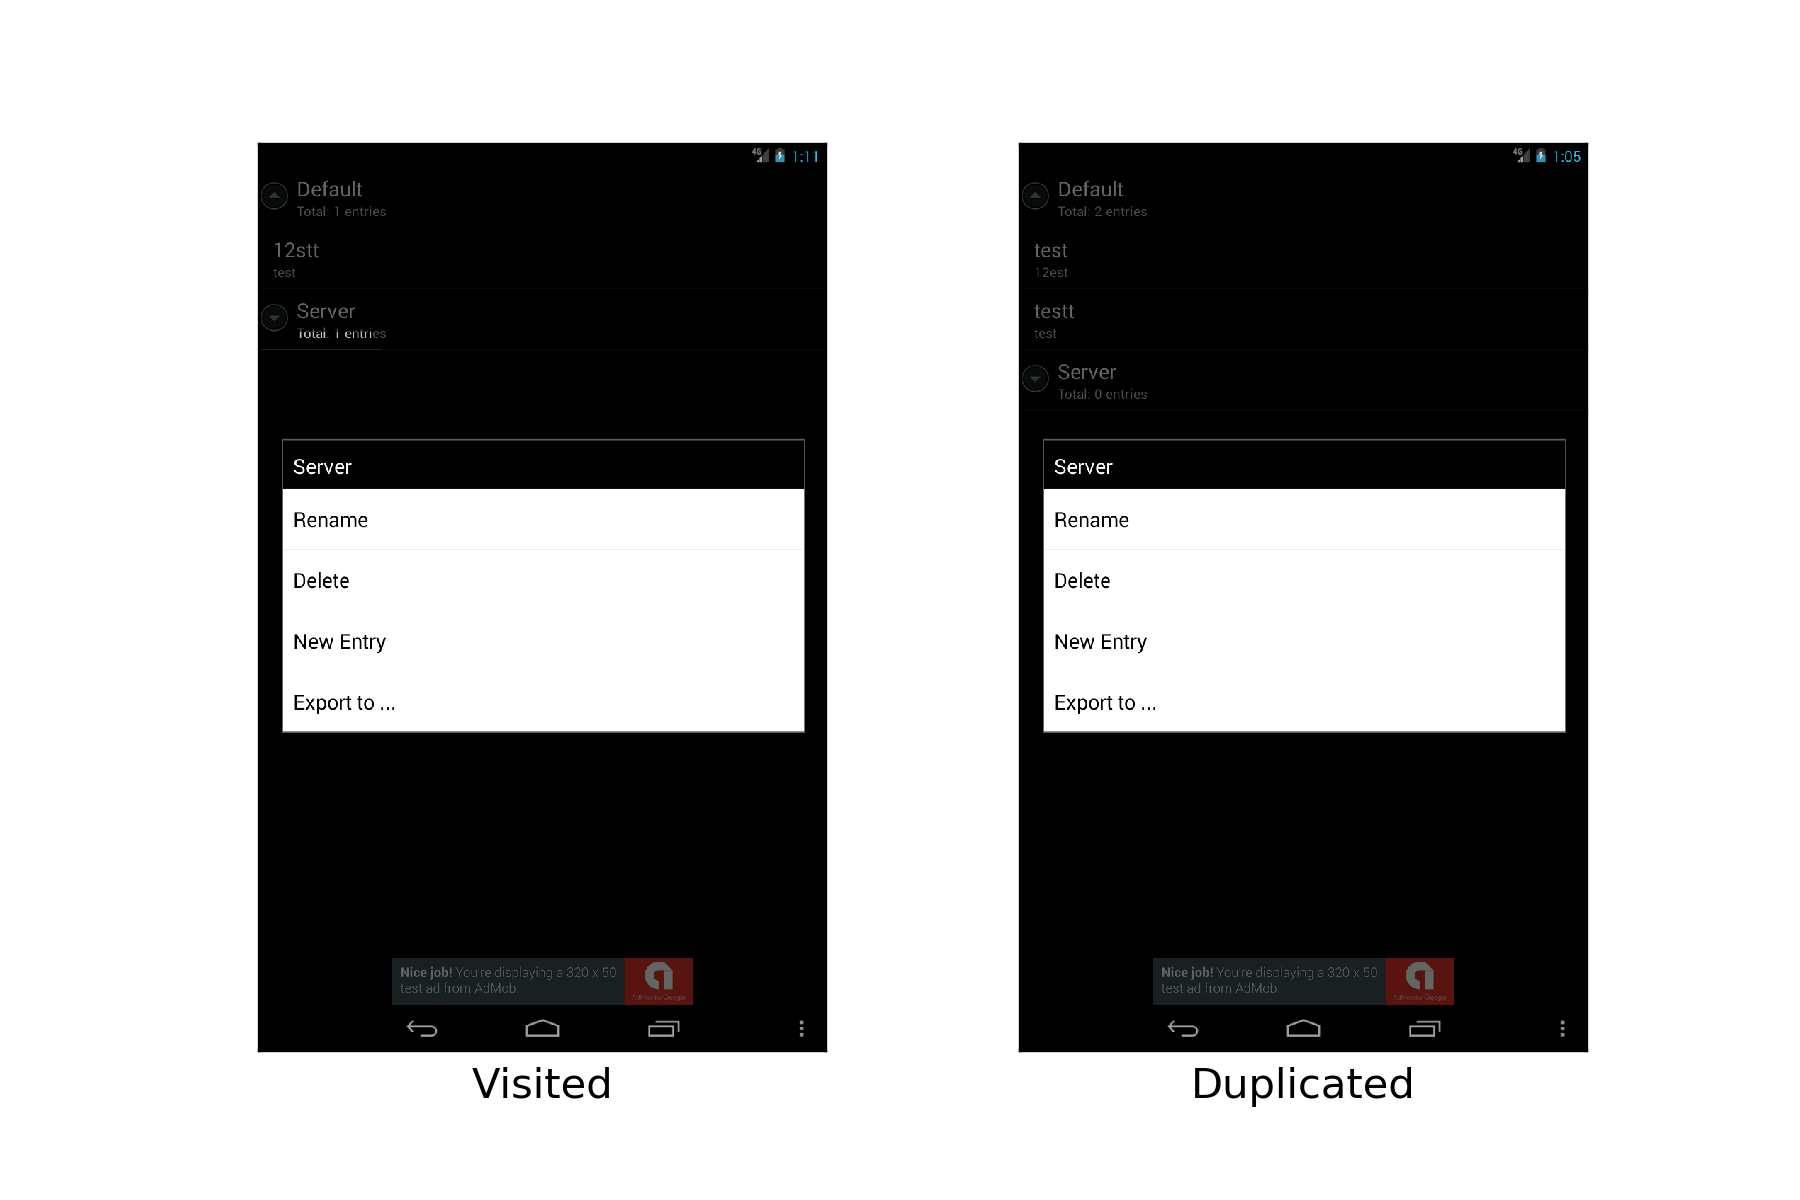 4G 1:11
Default
Total: 1 entries
12stt
test
Server
Total: 1 entries
Server
Rename
Delete
New Entry
Export to ...
Nice job! You're displaying a 320 x 50
test ad from AdMob.
AdMob by Google
Visited
4G 1:05
Default
Total: 2 entries
test
12est
testt
test
Server
Total: 0 entries
Server
Rename
Delete
New Entry
Export to ...
Nice job! You're displaying a 320 x 50
test ad from AdMob.
AdMob by Google
Duplicated